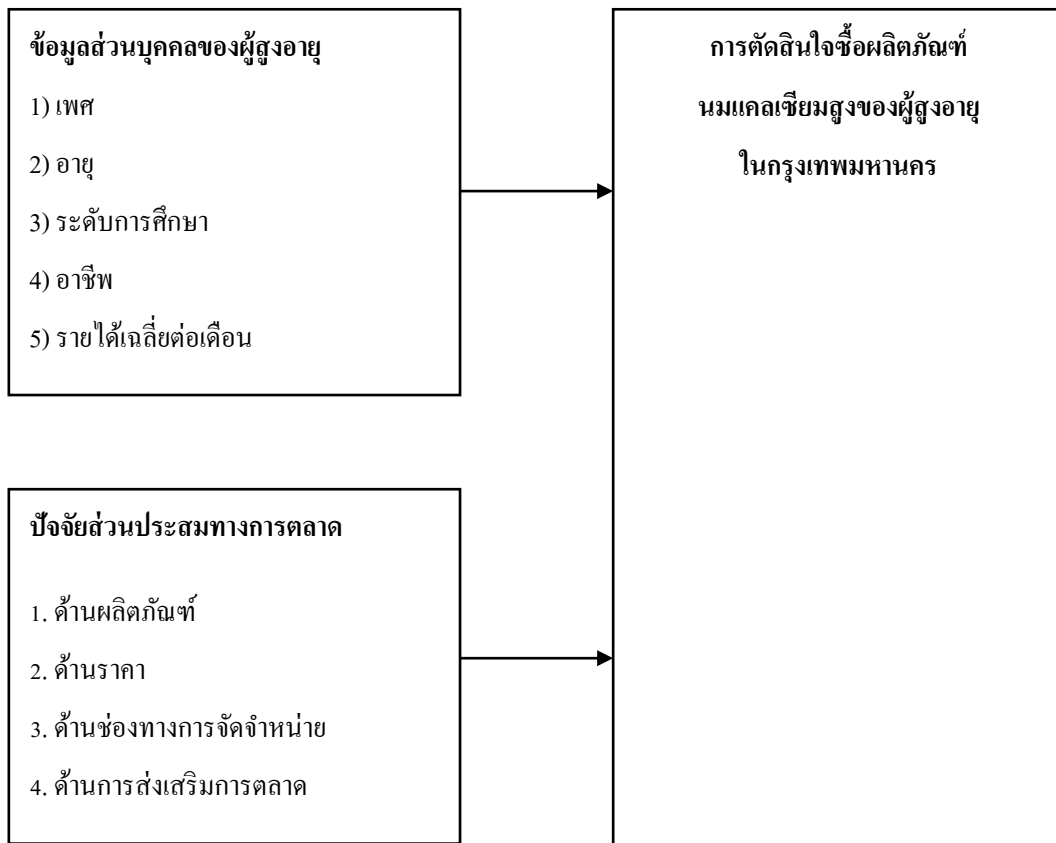 ข้อมูลส่วนบุคคลของผู้สูงอายุ
1) เพศ
2) อายุ
3) ระดับการศึกษา
4) อาชีพ
5) รายได้เฉลี่ยต่อเดือน
ปัจจัยส่วนประสมทางการตลาด
1. ด้านผลิตภัณฑ์
2. ด้านราคา
3. ด้านช่องทางการจัดจำหน่าย
4. ด้านการส่งเสริมการตลาด
การตัดสินใจซื้อผลิตภัณฑ์
นมแคลเซียมสูงของผู้สูงอายุ
ในกรุงเทพมหานคร